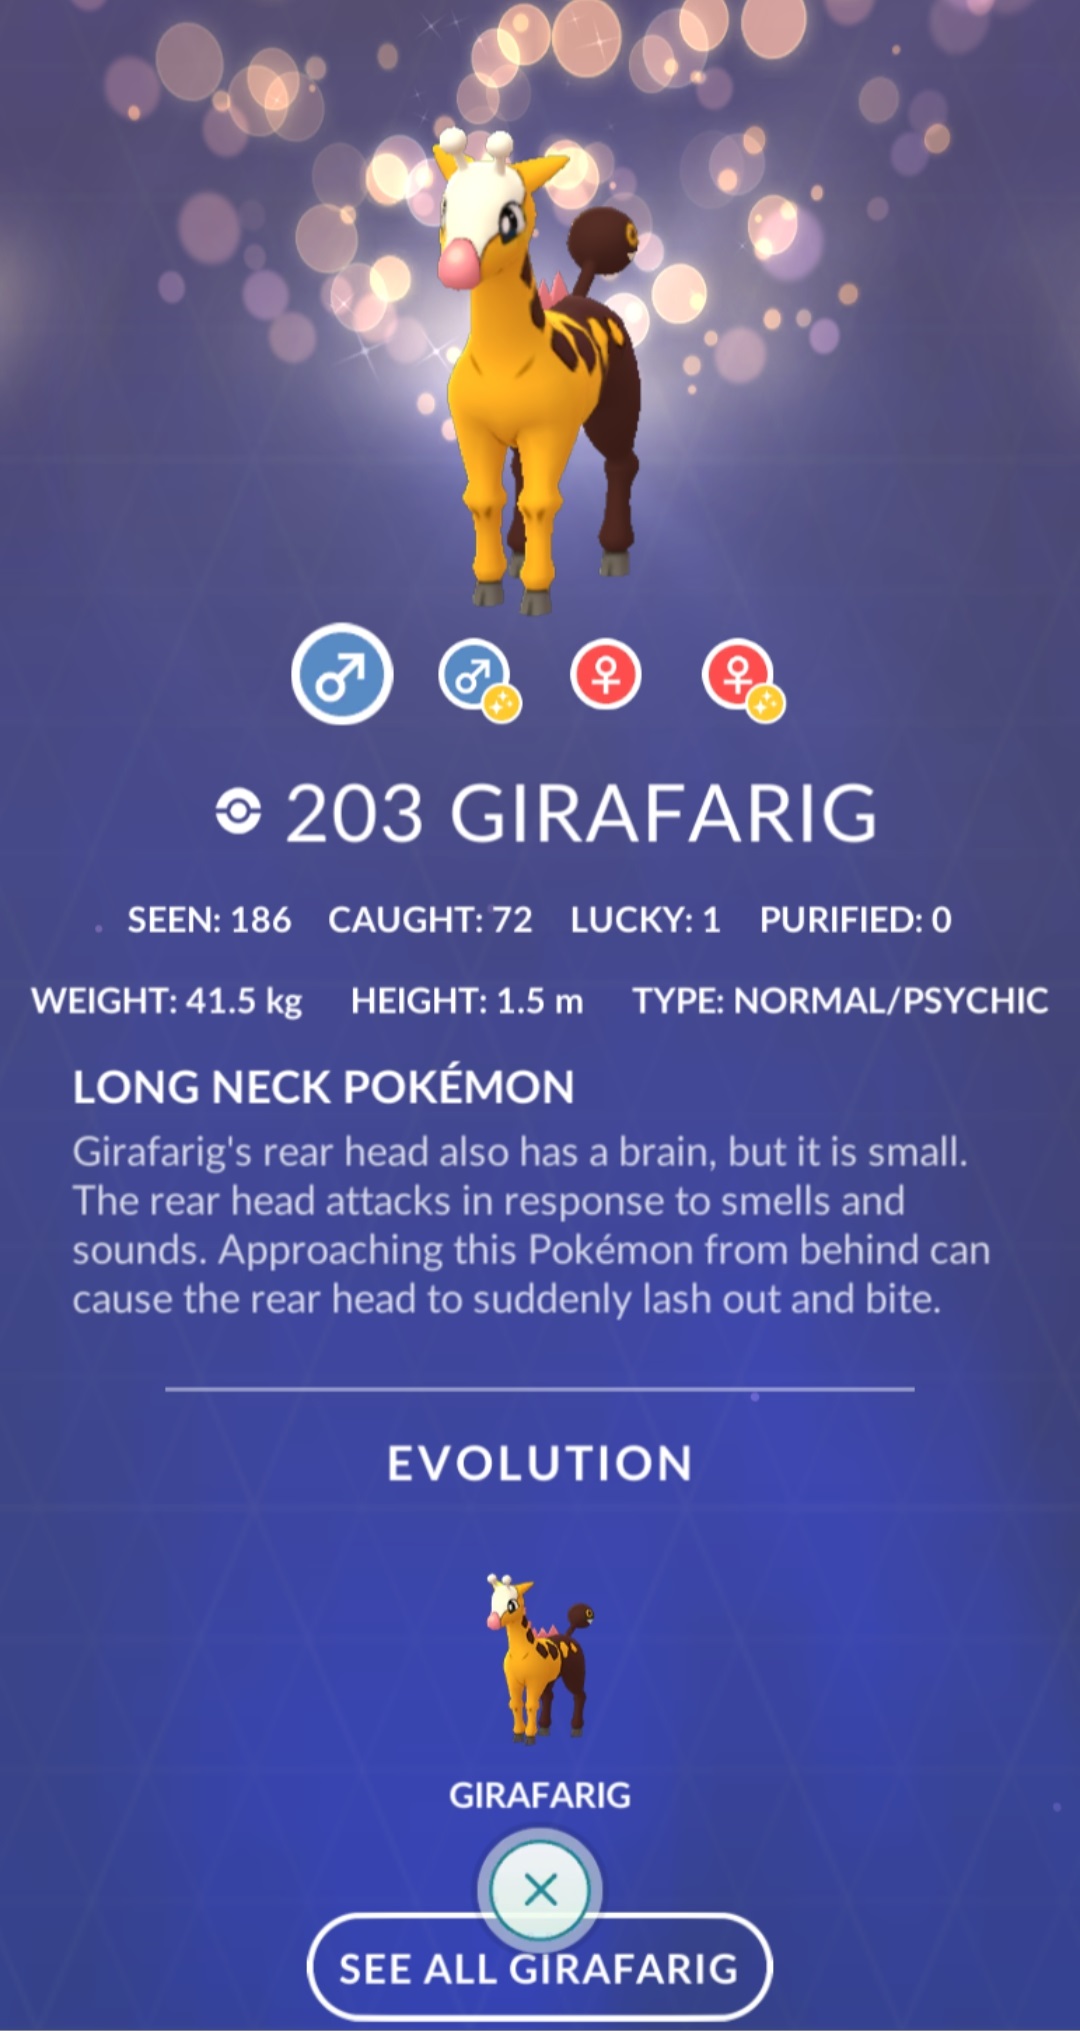 203 GIRAFARIG
SEEN: 186 CAUGHT: 72 LUCKY: 1 PURIFIED: 0
WEIGHT: 41.5 kg HEIGHT: 1.5 m TYPE: NORMAL/PSYCHIC
LONG NECK POKÉMON
Girafarig's rear head also has a brain, but it is small.
The rear head attacks in response to smells and
sounds. Approaching this Pokémon from behind can
cause the rear head to suddenly lash out and bite.
EVOLUTION
GIRAFARIG
SEE ALL GIRAFARIG